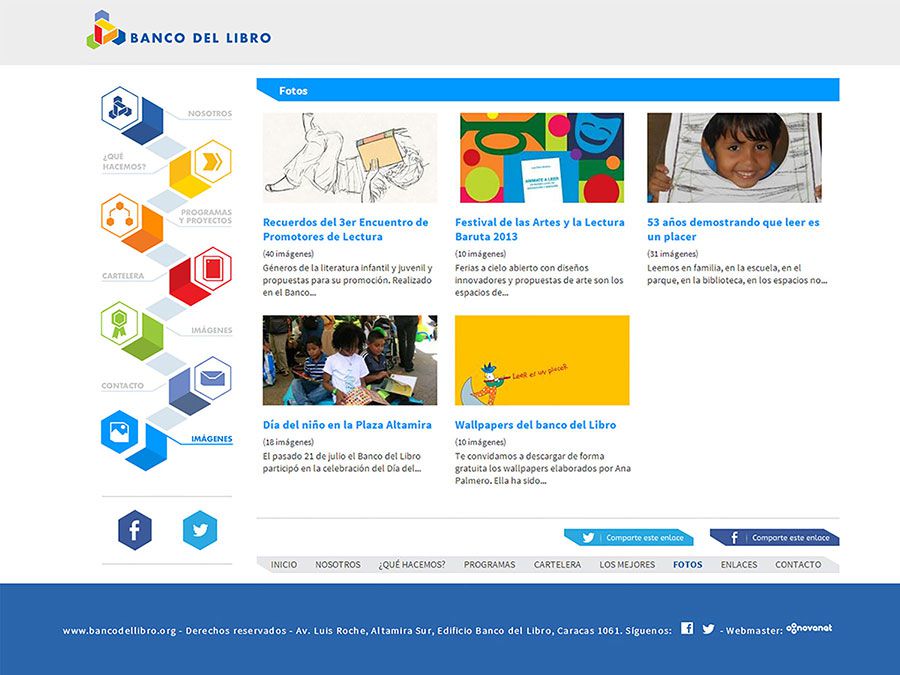 BANCO DEL LIBRO
NOSOTROS
¿QUÉ
HACEMOS?
PROGRAMAS
Y PROYECTOS
CARTELERA
IMÁGENES
CONTACTO
IMÁGENES
Fotos
ANIMATE A LEER
Recuerdos del 3er Encuentro de
Promotores de Lectura
(40 imágenes)
Géneros de la literatura infantil y juvenil y
propuestas para su promoción. Realizado
en el Banco...
Festival de las Artes y la Lectura
Baruta 2013
(10 imágenes)
Ferias a cielo abierto con diseños
innovadores y propuestas de arte son los
espacios de...
53 años demostrando que leer es
un placer
(31 imágenes)
Leemos en familia, en la escuela, en el
parque, en la biblioteca, en los espacios no...
Leer es un placer
Día del niño en la Plaza Altamira
(18 imágenes)
El pasado 21 de julio el Banco del Libro
participó en la celebración del Día del...
Wallpapers del banco del Libro
(10 imágenes)
Te convidamos a descargar de forma
gratuita los wallpapers elaborados por Ana
Palmero. Ella ha sido...
Comparte este enlace
Comparte este enlace
INICIO NOSOTROS ¿QUÉ HACEMOS? PROGRAMAS CARTELERA LOS MEJORES FOTOS ENLACES CONTACTO
www.bancodellibro.org - Derechos reservados - Av. Luis Roche, Altamira Sur, Edificio Banco del Libro, Caracas 1061. Síguenos: - Webmaster: novanet